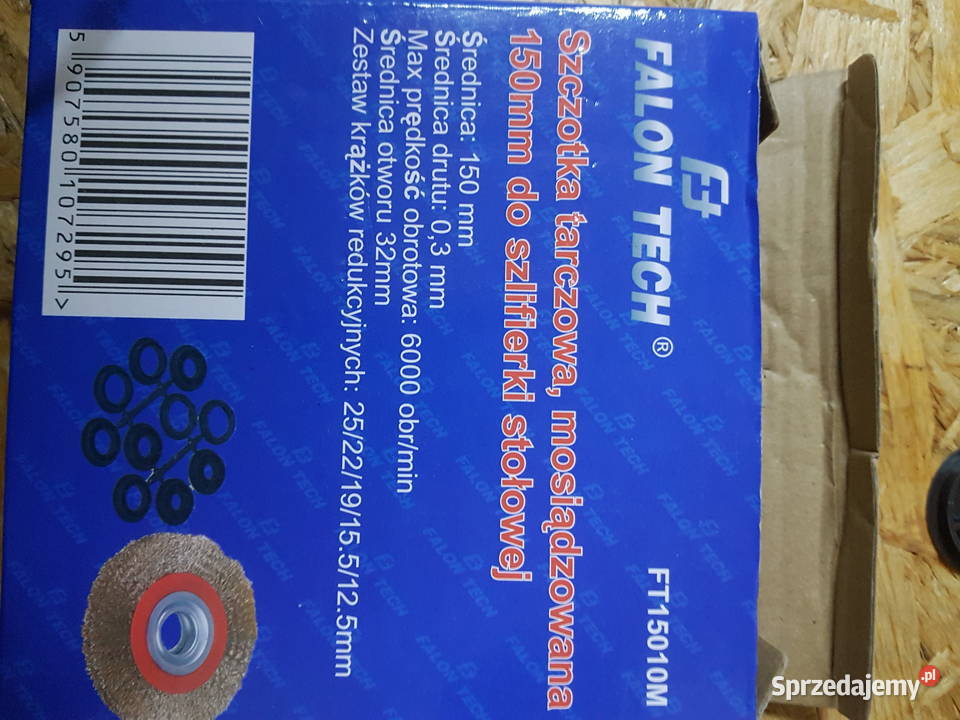 FALON TECH®
FT15010M
Szczotka tarczowa, mosiądzowana
150mm do szlifierki stołowej
Średnica: 150 mm
Średnica drutu: 0,3 mm
Max prędkość obrotowa: 6000 obr/min
Średnica otworu 32mm
Zestaw krążków redukcyjnych: 25/22/19/15.5/12.5mm
5 907580 107295 >
Sprzedajemy.pl